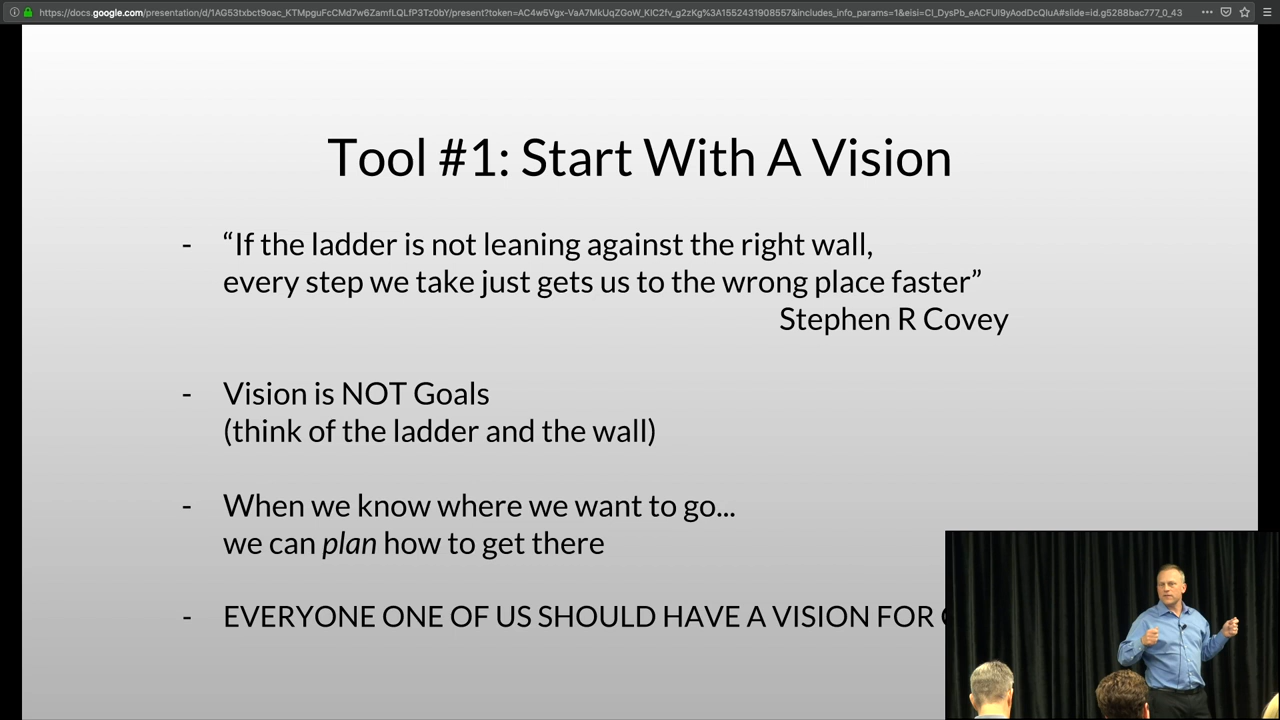 Tool #1: Start With A Vision
- “If the ladder is not leaning against the right wall,
every step we take just gets us to the wrong place faster”
Stephen R Covey
- Vision is NOT Goals
(think of the ladder and the wall)
- When we know where we want to go...
we can plan how to get there
- EVERYONE ONE OF US SHOULD HAVE A VISION FOR